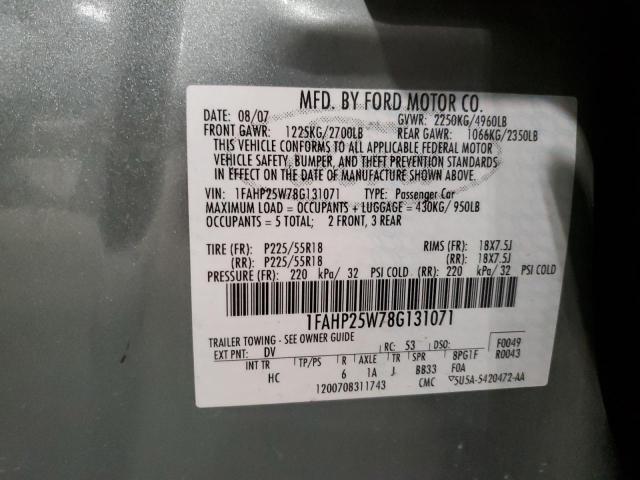 MFD. BY FORD MOTOR CO.
DATE: 08/07 GVWR: 2250KG/4960LB
FRONT GAWR: 1225KG/2700LB REAR GAWR: 1066KG/2350LB
THIS VEHICLE CONFORMS TO ALL APPLICABLE FEDERAL MOTOR
VEHICLE SAFETY, BUMPER, AND THEFT PREVENTION STANDARDS
IN EFFECT ON THE DATE OF MANUFACTURE SHOWN ABOVE.
VIN: 1FAHP25W78G131071 TYPE: Passenger Car
MAXIMUM LOAD = OCCUPANTS + LUGGAGE = 430KG/ 950LB
OCCUPANTS = 5 TOTAL: 2 FRONT, 3 REAR
TIRE (FR): P225/55R18 RIMS (FR): 18X7.5J
(RR): P225/55R18 (RR): 18X7.5J
PRESSURE (FR) 220 kPa/ 32 PSI COLD (RR): 220 kPa/ 32 PSI COLD
1FAHP25W78G131071
TRAILER TOWING - SEE OWNER GUIDE
EXT PNT: DV RC: 53 DSO: F0049
INT TR TP/PS R AXLE TR SPR 8PG1F R0043
HC 6 1A J BB33 F0A
1200708311743 CMC 5U5A-5420472-AA